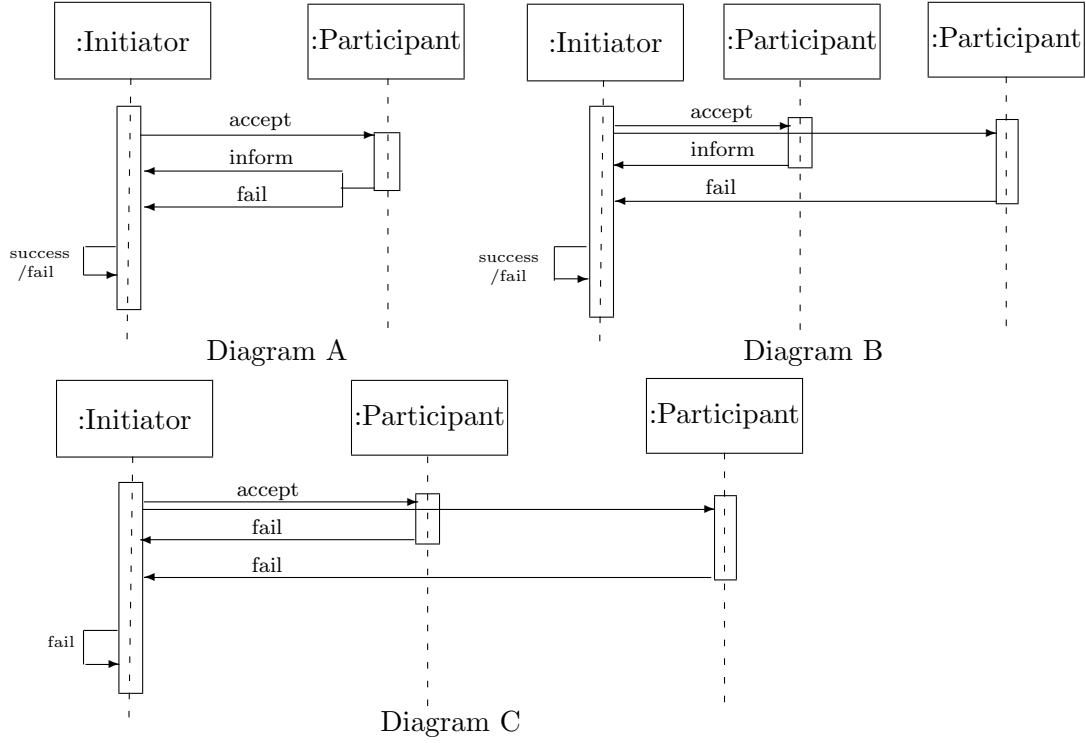 :Initiator
:Participant
accept
inform
fail
success
/fail
Diagram A
:Initiator
:Participant
:Participant
accept
inform
fail
success
/fail
Diagram B
:Initiator
:Participant
:Participant
accept
fail
fail
fail
Diagram C